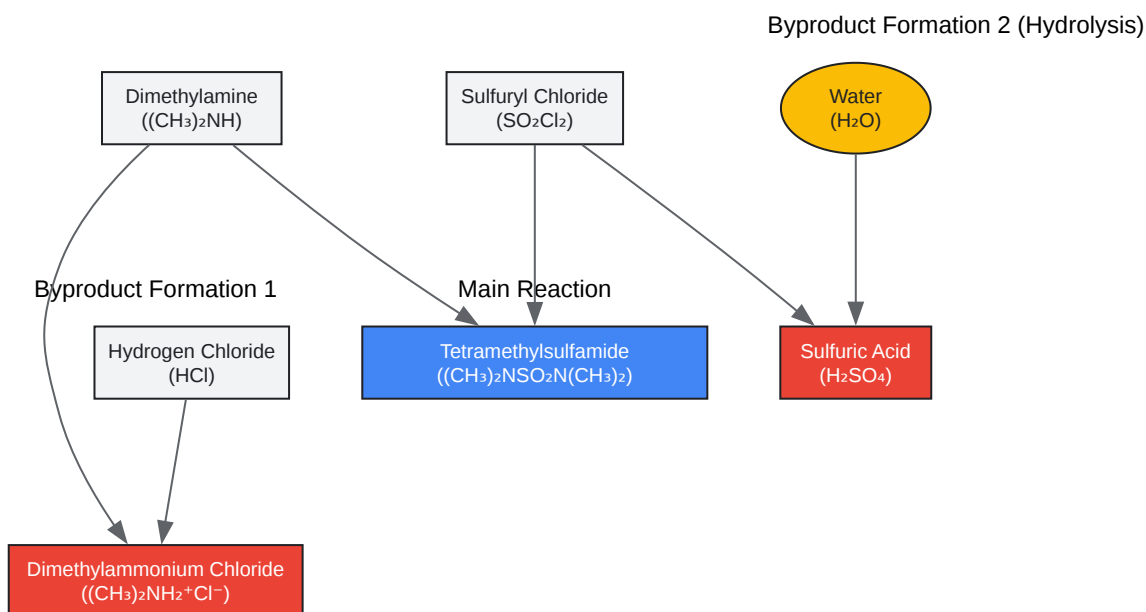 Byproduct Formation 2 (Hydrolysis)
Dimethylamine
((CH₃)₂NH)
Sulfuryl Chloride
(SO₂Cl₂)
Water
(H₂O)
Byproduct Formation 1
Main Reaction
Hydrogen Chloride
(HCl)
Tetramethylsulfamide
((CH₃)₂NSO₂N(CH₃)₂)
Sulfuric Acid
(H₂SO₄)
Dimethylammonium Chloride
((CH₃)₂NH₂⁺Cl⁻)